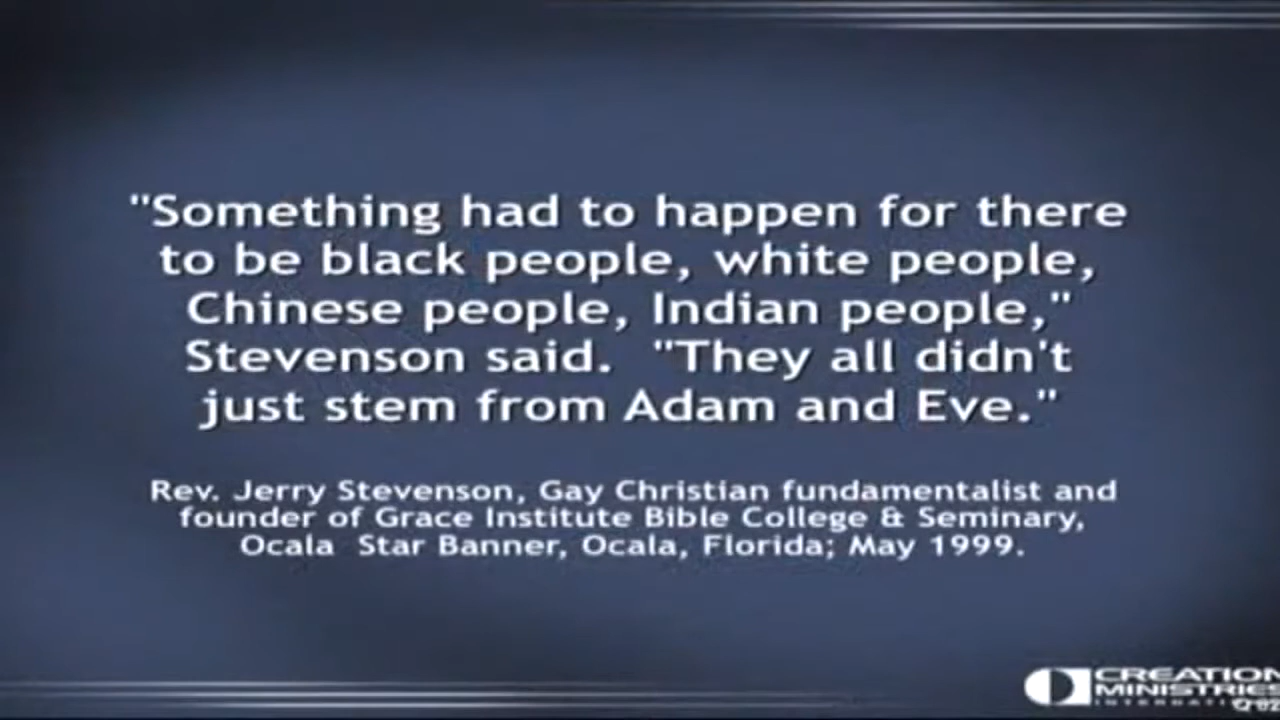 "Something had to happen for there
to be black people, white people,
Chinese people, Indian people,"
Stevenson said.  "They all didn't
just stem from Adam and Eve."
Rev. Jerry Stevenson, Gay Christian fundamentalist and
founder of Grace Institute Bible College & Seminary,
Ocala  Star Banner, Ocala, Florida; May 1999.
CREATION
MINISTRIES